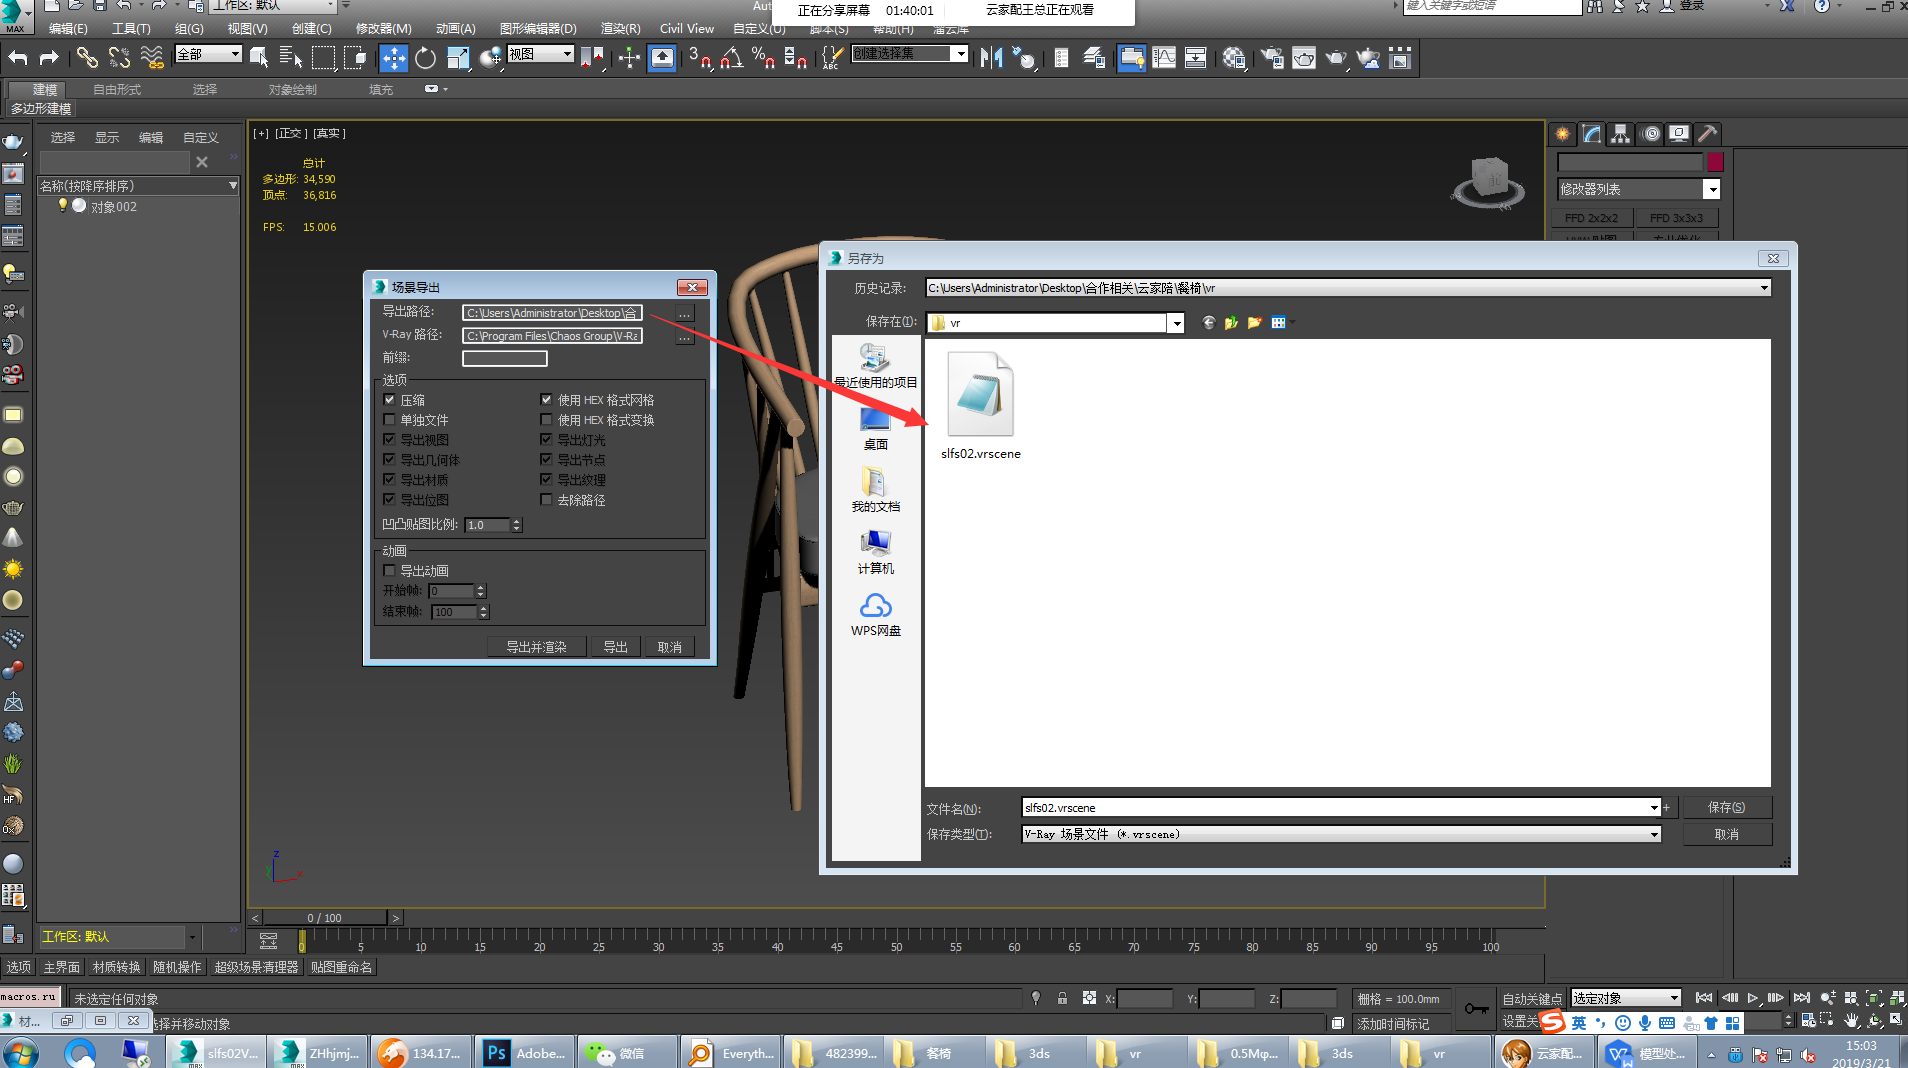 工作区: 默认
Aut
正在分享屏幕 01:40:01 云家配王总正在观看
键入关键字或短语
登录
MAX
编辑(E) 工具(T) 组(G) 视图(V) 创建(C) 修改器(M) 动画(A) 图形编辑器(D) 渲染(R) Civil View 自定义(U) 脚本(S) 帮助(H)
全部
视图
创建选择集
建模 自由形式 选择 对象绘制 填充
多边形建模
选择 显示 编辑 自定义
名称(按降序排序)
对象002
[+] [正交] [真实]
总计
多边形: 34,590
顶点: 36,816
FPS: 15.006
修改器列表
FFD 2x2x2 FFD 3x3x3
场景导出
导出路径: C:\Users\Administrator\Desktop\合
...
V-Ray 路径: C:\Program Files\Chaos Group\V-Ra
...
前缀:
选项
压缩 使用 HEX 格式网格
单独文件 使用 HEX 格式变换
导出视图 导出灯光
导出几何体 导出节点
导出材质 导出纹理
导出位图 去除路径
凹凸贴图比例: 1.0
动画
导出动画
开始帧: 0
结束帧: 100
导出并渲染 导出 取消
另存为
历史记录: C:\Users\Administrator\Desktop\合作相关\云家陪\餐椅\vr
保存在(I): vr
最近使用的项目
桌面
我的文档
计算机
WPS网盘
slfs02.vrscene
文件名(N): slfs02.vrscene + 保存(S)
保存类型(T): V-Ray 场景文件 (*.vrscene) 取消
z
x
< 0 / 100 >
工作区: 默认
0 5 10 15 20 25 30 35 40 45 50 55 60 65 70 75 80 85 90 95 100
选项 主界面 材质转换 随机操作 超级场景清理器 贴图重命名
macros.ru 未选定任何对象 X: Y: Z: 栅格 = 100.0mm 自动关键点 选定对象
材... 选择并移动对象 添加时间标记 设置关 英
slfs02V... ZHhjmj... 134.17... Adobe... 微信 Everyth... 482399... 餐椅 3ds vr 0.5Mφ... 3ds vr 云家配... 模型处...
15:03
2019/3/21